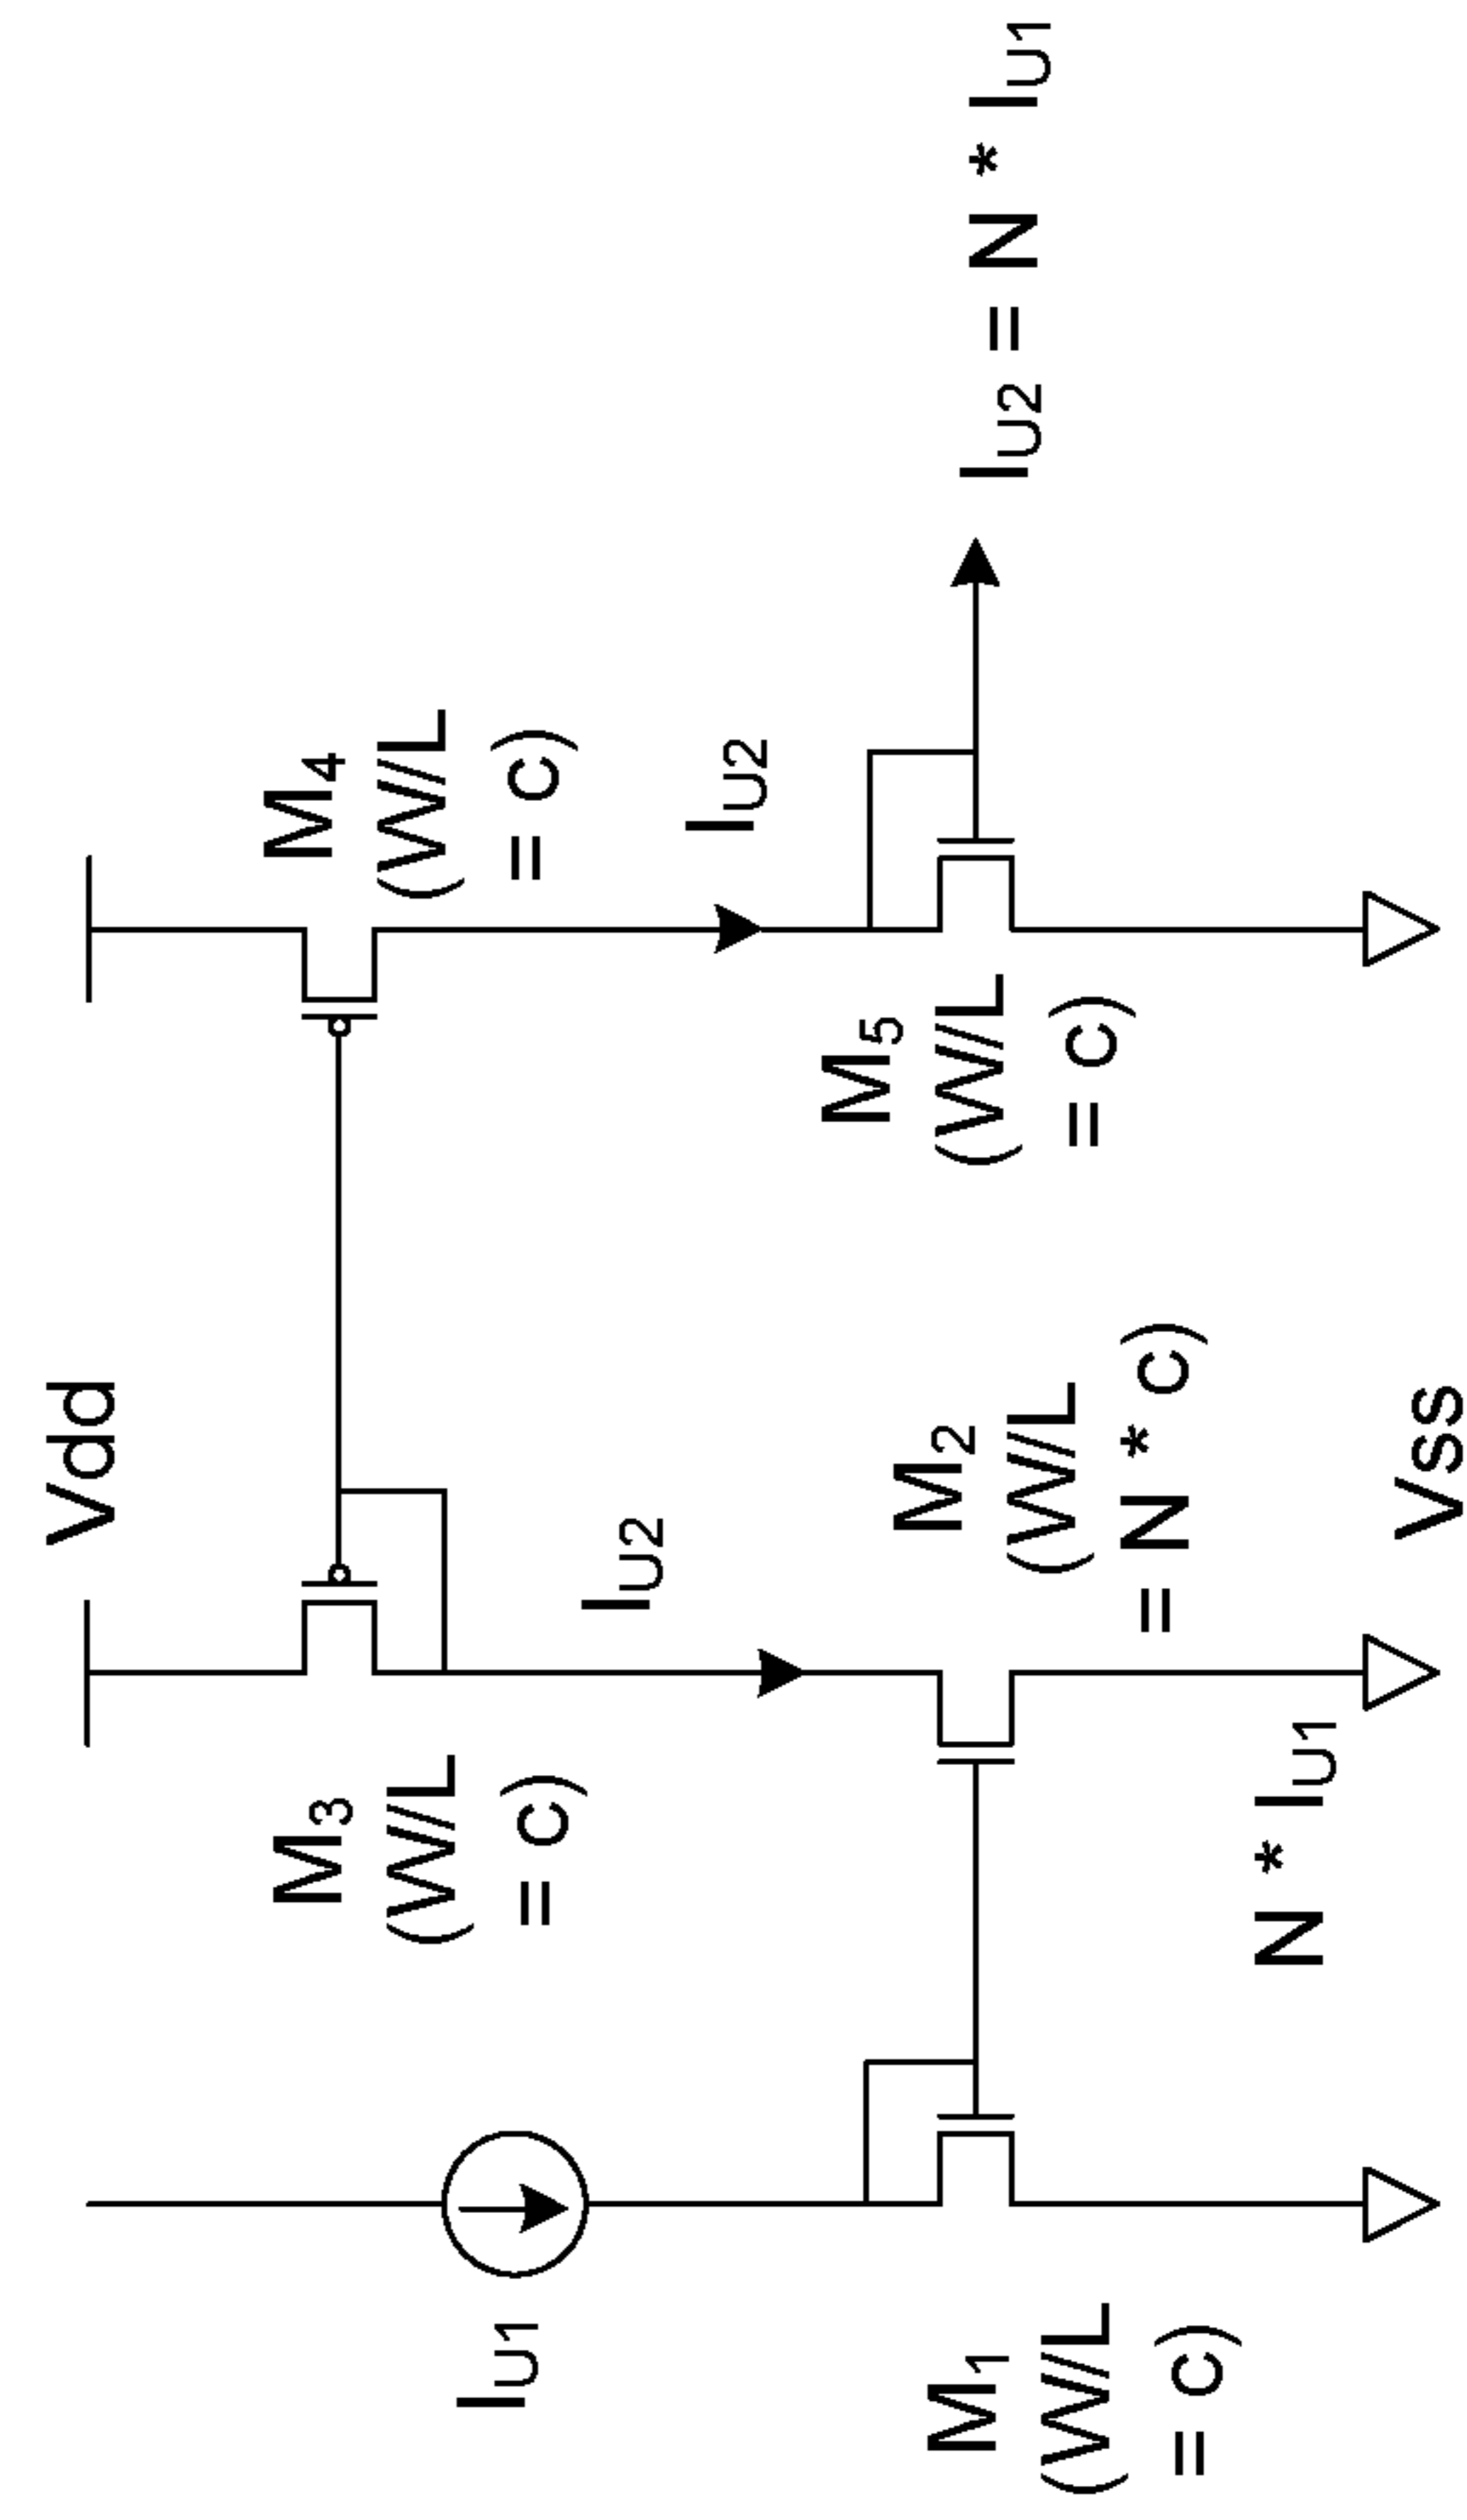 Vdd
M3
(W/L
= c)
M4
(W/L
= c)
IU1
IU2
IU2
M1
(W/L
= c)
M2
(W/L
= N * c)
M5
(W/L
= c)
IU2 = N * IU1
N * IU1
Vss